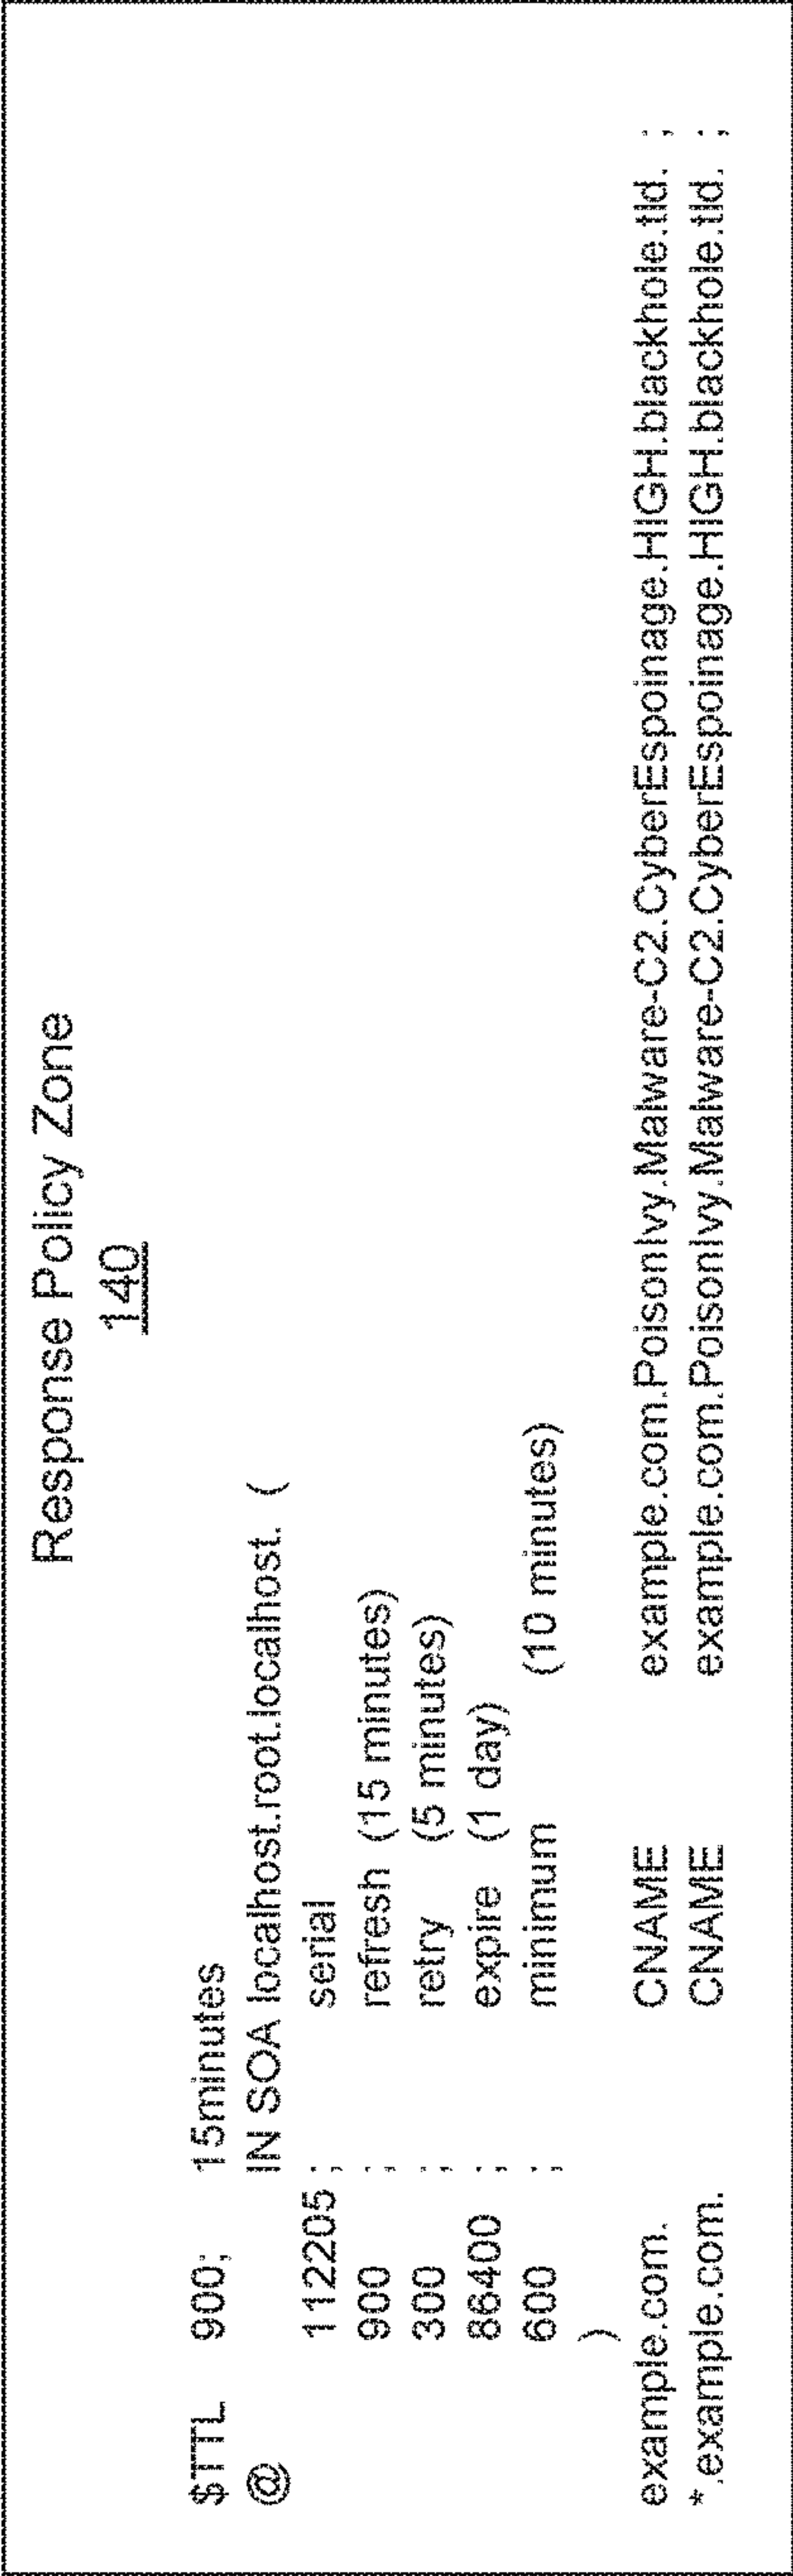 Response Policy Zone
140
$TTL 900; 15minutes
@ IN SOA localhost.root.localhost. (
112205 ; serial
900 ; refresh (15 minutes)
300 ; retry (5 minutes)
86400 ; expire (1 day)
600 ; minimum (10 minutes)
)
example.com. CNAME example.com.PoisonIvy.Malware-C2.CyberEspoinage.HIGH.blackhole.tld. ;
*.example.com. CNAME example.com.PoisonIvy.Malware-C2.CyberEspoinage.HIGH.blackhole.tld. ;